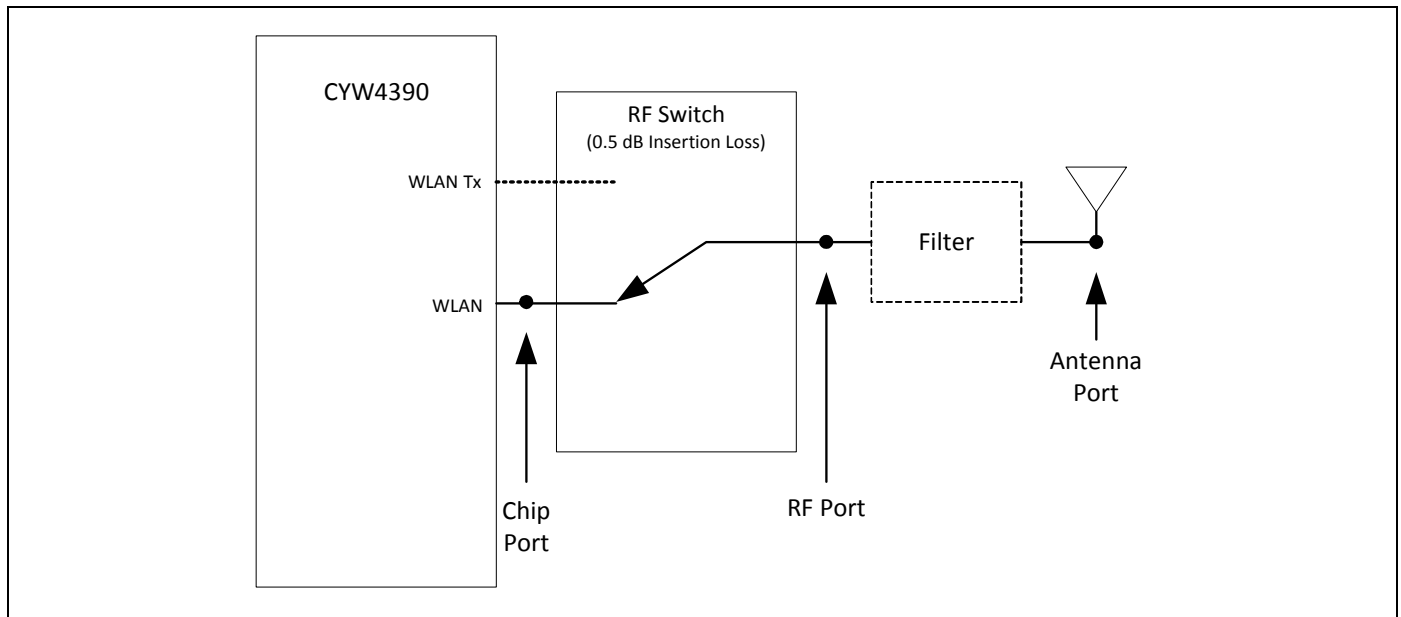 CYW4390
RF Switch
(0.5 dB Insertion Loss)
WLAN Tx
Filter
WLAN
Antenna
Port
RF Port
Chip
Port